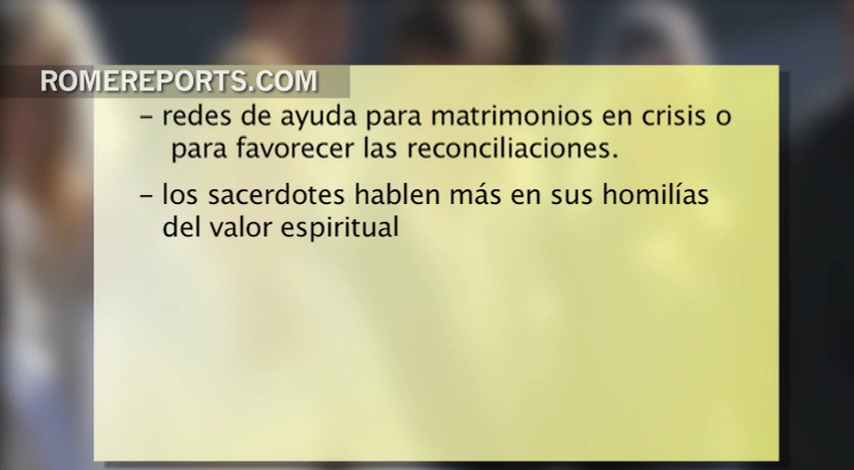 ROMEREPORTS.COM
– redes de ayuda para matrimonios en crisis o
para favorecer las reconciliaciones.
– los sacerdotes hablen más en sus homilías
del valor espiritual